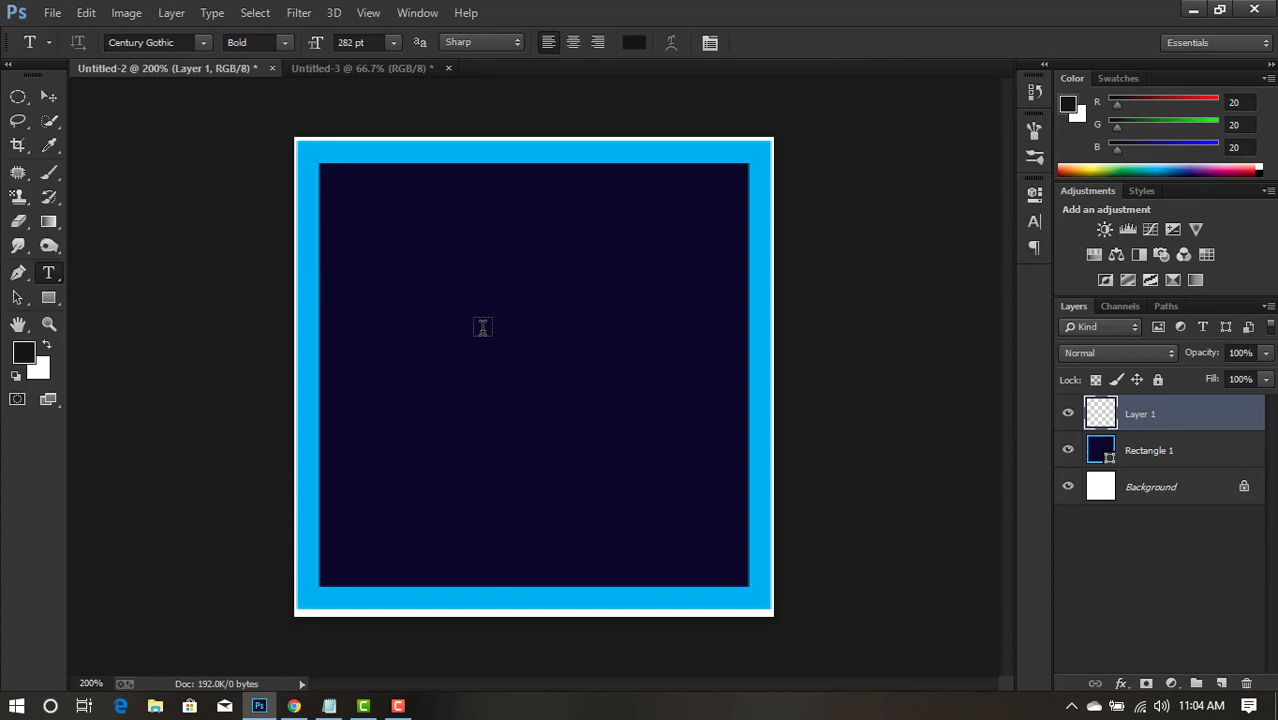 Ps File Edit Image Layer Type Select Filter 3D View Window Help
T Century Gothic Bold 282 pt aa Sharp Essentials
Untitled-2 @ 200% (Layer 1, RGB/8) * × Untitled-3 @ 66.7% (RGB/8) * ×
Color Swatches
R 20
G 20
B 20
Adjustments Styles
Add an adjustment
Layers Channels Paths
Kind
Normal Opacity: 100%
Lock: Fill: 100%
Layer 1
Rectangle 1
Background
200% Doc: 192.0K/0 bytes
11:04 AM